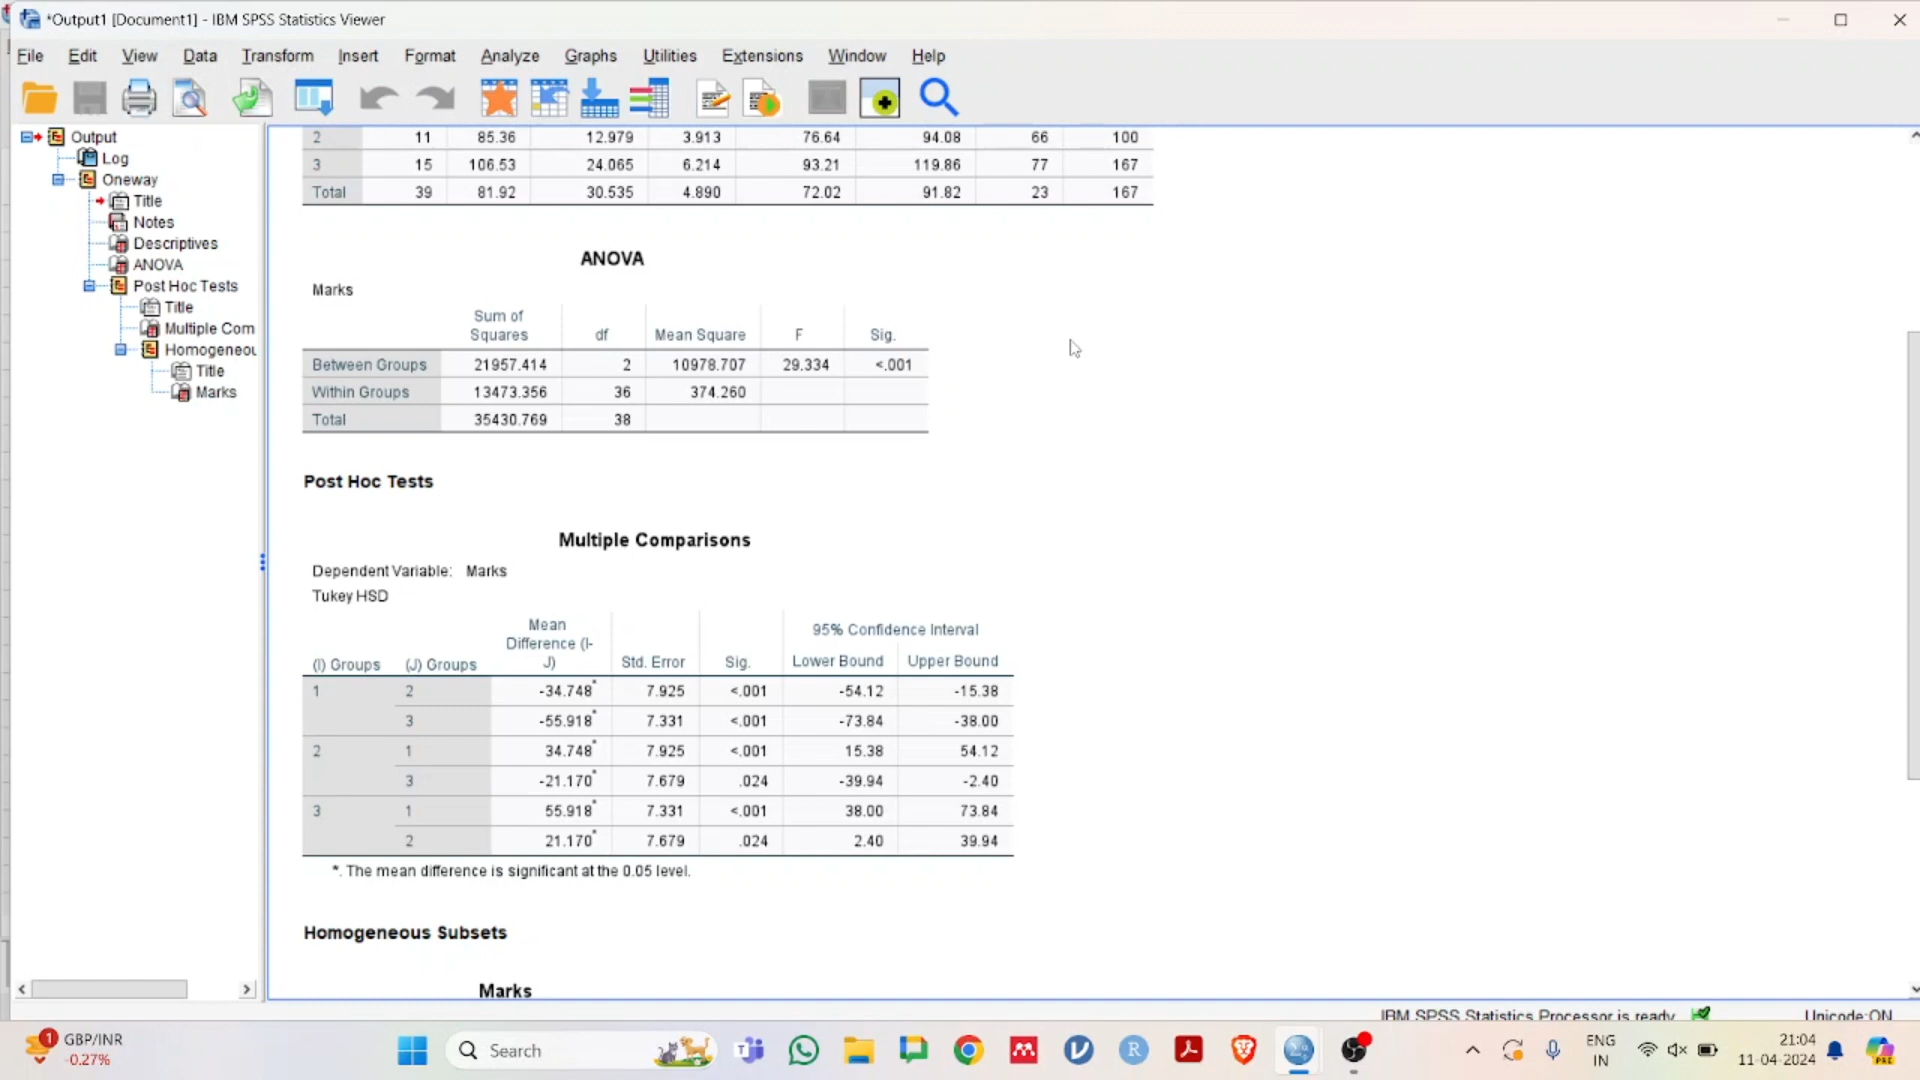 *Output1 [Document1] - IBM SPSS Statistics Viewer
File Edit View Data Transform Insert Format Analyze Graphs Utilities Extensions Window Help
Output
Log
Oneway
Title
Notes
Descriptives
ANOVA
Post Hoc Tests
Title
Multiple Com
Homogeneou
Title
Marks
2 11 85.36 12.979 3.913 76.64 94.08 66 100
3 15 106.53 24.065 6.214 93.21 119.86 77 167
Total 39 81.92 30.535 4.890 72.02 91.82 23 167
ANOVA
Marks
Sum of
Squares df Mean Square F Sig.
Between Groups 21957.414 2 10978.707 29.334 <.001
Within Groups 13473.356 36 374.260
Total 35430.769 38
Post Hoc Tests
Multiple Comparisons
Dependent Variable: Marks
Tukey HSD
Mean
Difference (I-
J)
95% Confidence Interval
(I) Groups (J) Groups Std. Error Sig. Lower Bound Upper Bound
1 2 -34.748* 7.925 <.001 -54.12 -15.38
3 -55.918* 7.331 <.001 -73.84 -38.00
2 1 34.748* 7.925 <.001 15.38 54.12
3 -21.170* 7.679 .024 -39.94 -2.40
3 1 55.918* 7.331 <.001 38.00 73.84
2 21.170* 7.679 .024 2.40 39.94
*. The mean difference is significant at the 0.05 level.
Homogeneous Subsets
Marks
IBM SPSS Statistics Processor is ready Unicode:ON
1 GBP/INR
-0.27%
Search
ENG
IN
21:04
11-04-2024
PRE